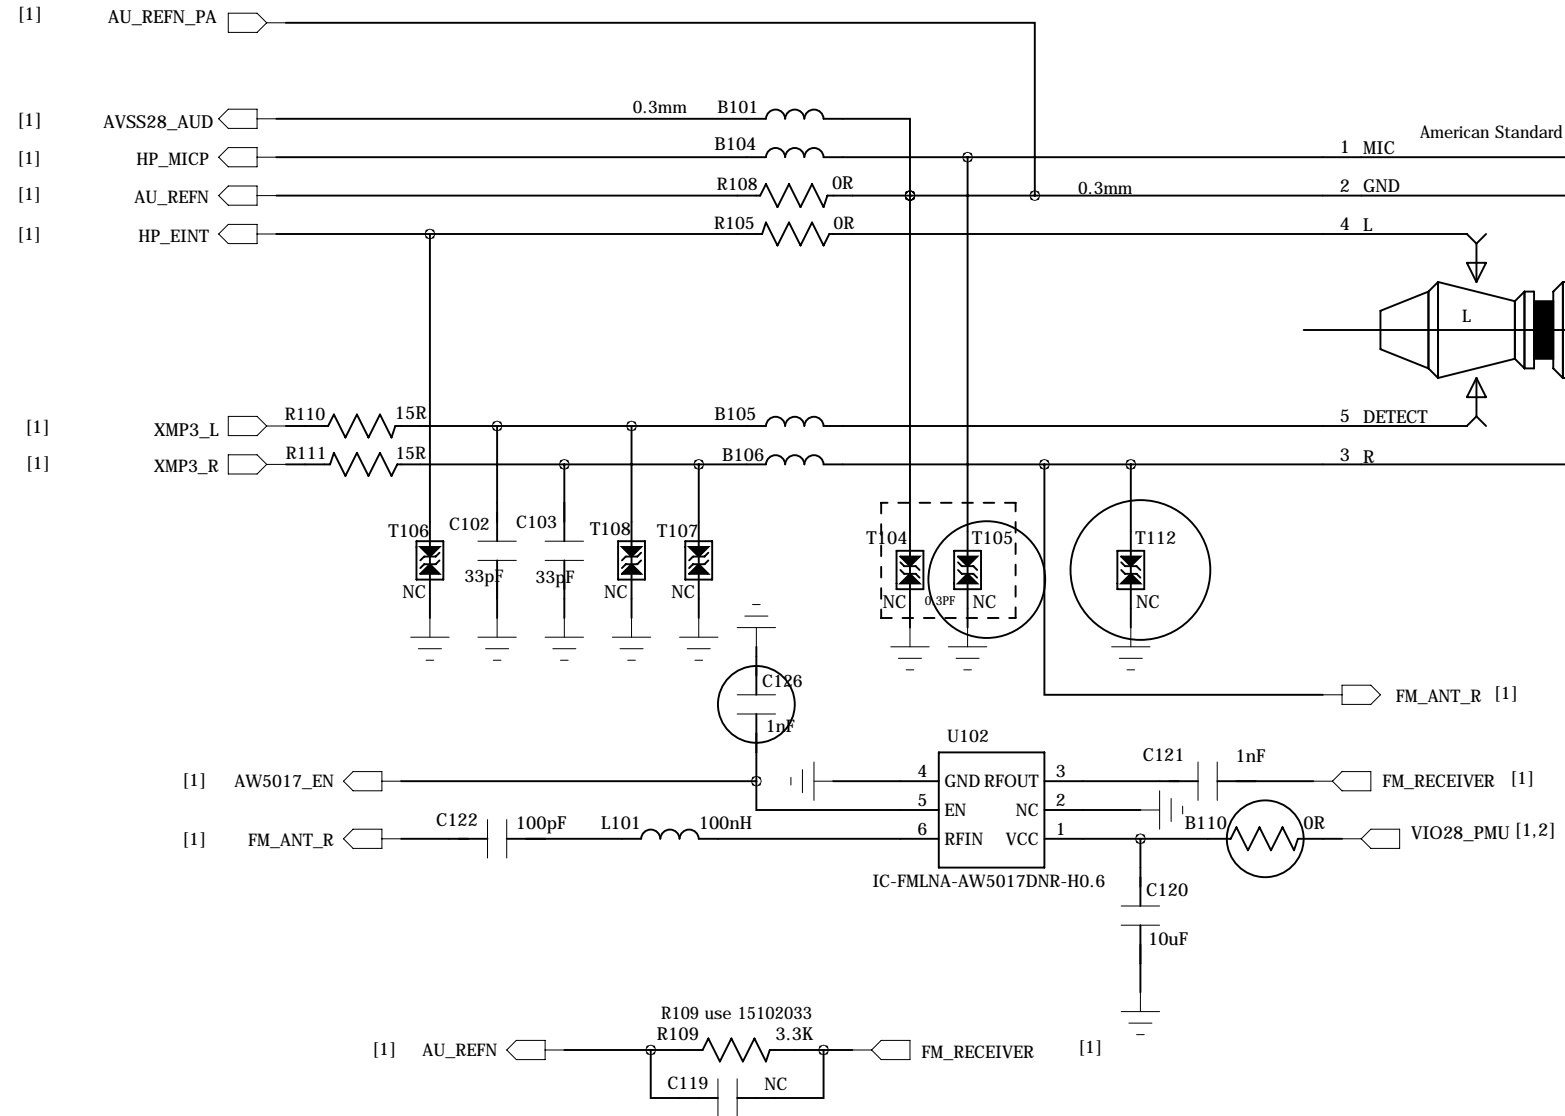 [1] AU_REFN_PA
[1] AVSS28_AUD 0.3mm B101
American Standard
[1] HP_MICP B104 1 MIC
[1] AU_REFN R108 0R 0.3mm 2 GND
[1] HP_EINT R105 0R 4 L
L
[1] XMP3_L R110 15R B105 5 DETECT
[1] XMP3_R R111 15R B106 3 R
T106 C102 C103 T108 T107 T104 T105 T112
33pF 33pF
NC NC NC NC 0.3PF NC NC
C126
1nF
FM_ANT_R [1]
U102
C121 1nF
[1] AW5017_EN 4 GND RFOUT 3 FM_RECEIVER [1]
5 EN NC 2
C122 100pF L101 100nH B110 0R
[1] FM_ANT_R 6 RFIN VCC 1 VIO28_PMU [1,2]
IC-FMLNA-AW5017DNR-H0.6
C120
10uF
R109 use 15102033
R109 3.3K
[1] AU_REFN FM_RECEIVER [1]
C119 NC